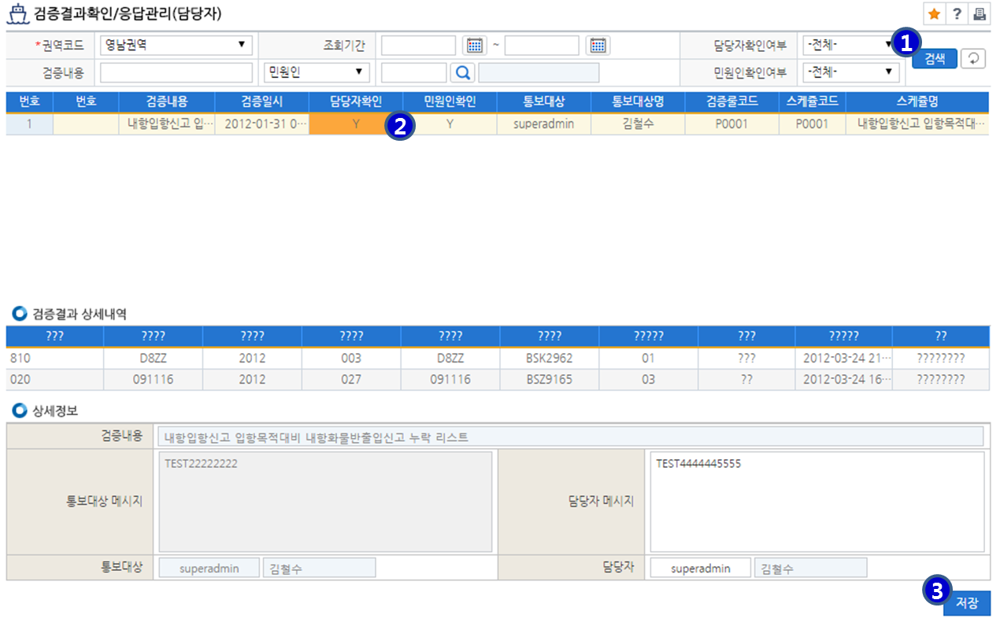 검증결과확인/응답관리(담당자)
*권역코드 영남권역 조회기간 ~ 담당자확인여부 -전체- 1 검색
검증내용 민원인 민원인확인여부 -전체-
번호 번호 검증내용 검증일시 담당자확인 민원인확인 통보대상 통보대상명 검증룰코드 스케쥴코드 스케쥴명
1 내항입항신고 입… 2012-01-31 0… Y 2 Y superadmin 김철수 P0001 P0001 내항입항신고 입항목적대…
검증결과 상세내역
??? ???? ???? ???? ???? ???? ????? ??? ????? ??
810 D8ZZ 2012 003 D8ZZ BSK2962 01 ??? 2012-03-24 21… ????????
020 091116 2012 027 091116 BSZ9165 03 ?? 2012-03-24 16… ????????
상세정보
검증내용 내항입항신고 입항목적대비 내항화물반출입신고 누락 리스트
통보대상 메시지 TEST22222222 담당자 메시지 TEST4444445555
통보대상 superadmin 김철수 담당자 superadmin 김철수
3 저장